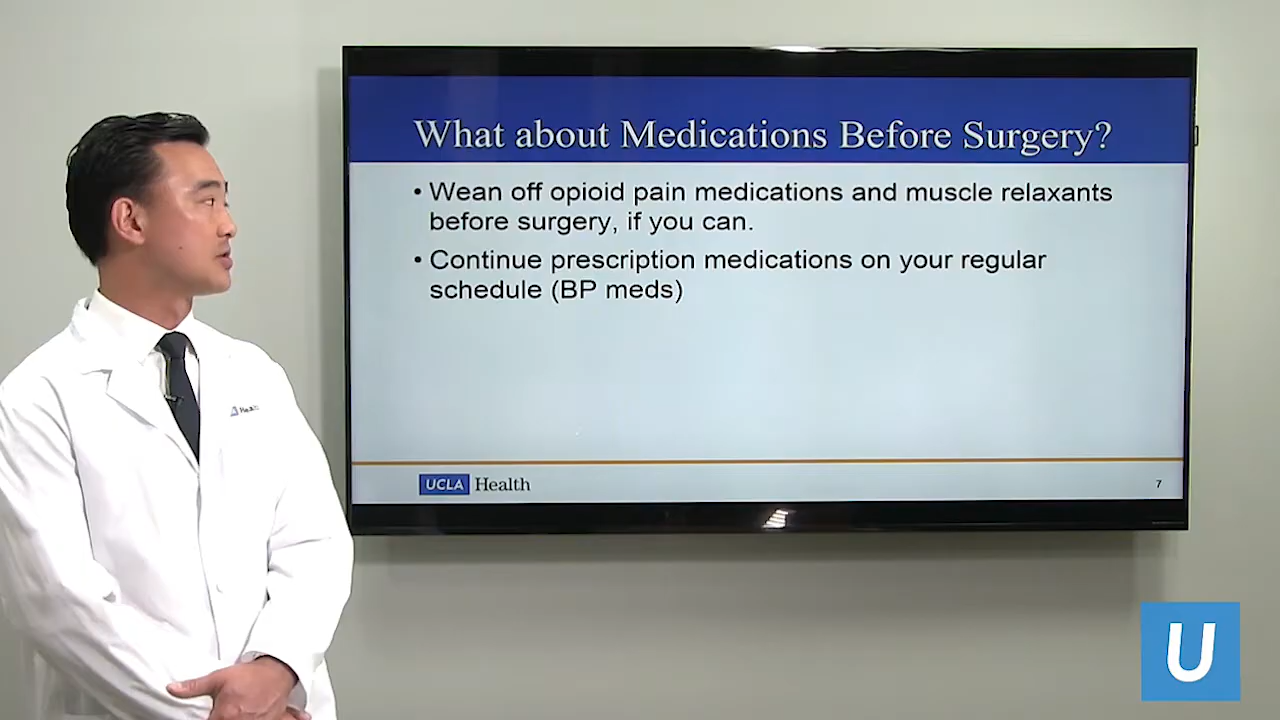 What about Medications Before Surgery?
• Wean off opioid pain medications and muscle relaxants
before surgery, if you can.
• Continue prescription medications on your regular
schedule (BP meds)
UCLA Health
7
U